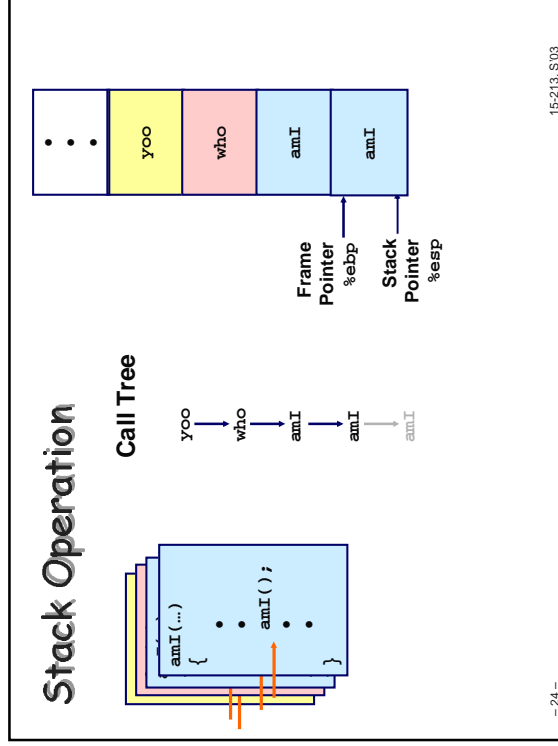 Stack Operation
amI(…)
{
•
•
amI();
•
•
}
Call Tree
yoo
who
amI
amI
amI
•
•
•
yoo
who
amI
amI
Frame
Pointer
%ebp
Stack
Pointer
%esp
– 24 –
15-213, S'03